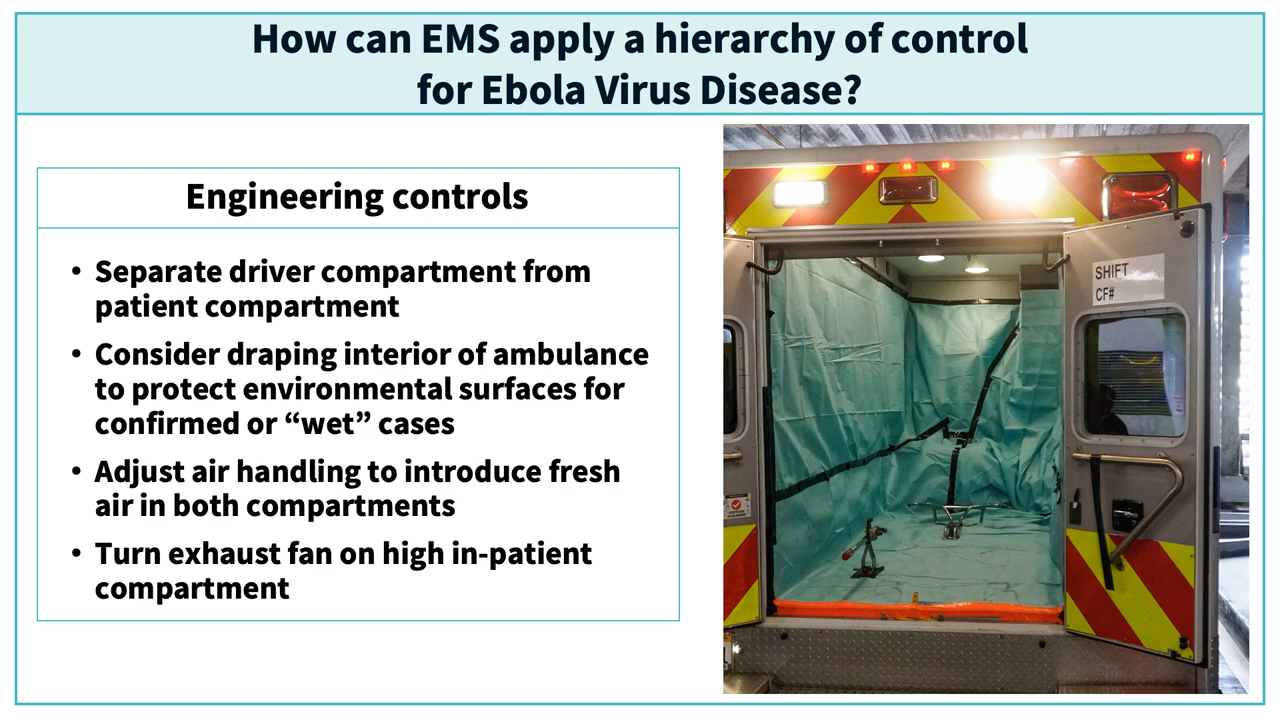 How can EMS apply a hierarchy of control
for Ebola Virus Disease?
Engineering controls
• Separate driver compartment from
patient compartment
• Consider draping interior of ambulance
to protect environmental surfaces for
confirmed or “wet” cases
• Adjust air handling to introduce fresh
air in both compartments
• Turn exhaust fan on high in-patient
compartment
SHIFT
CF#